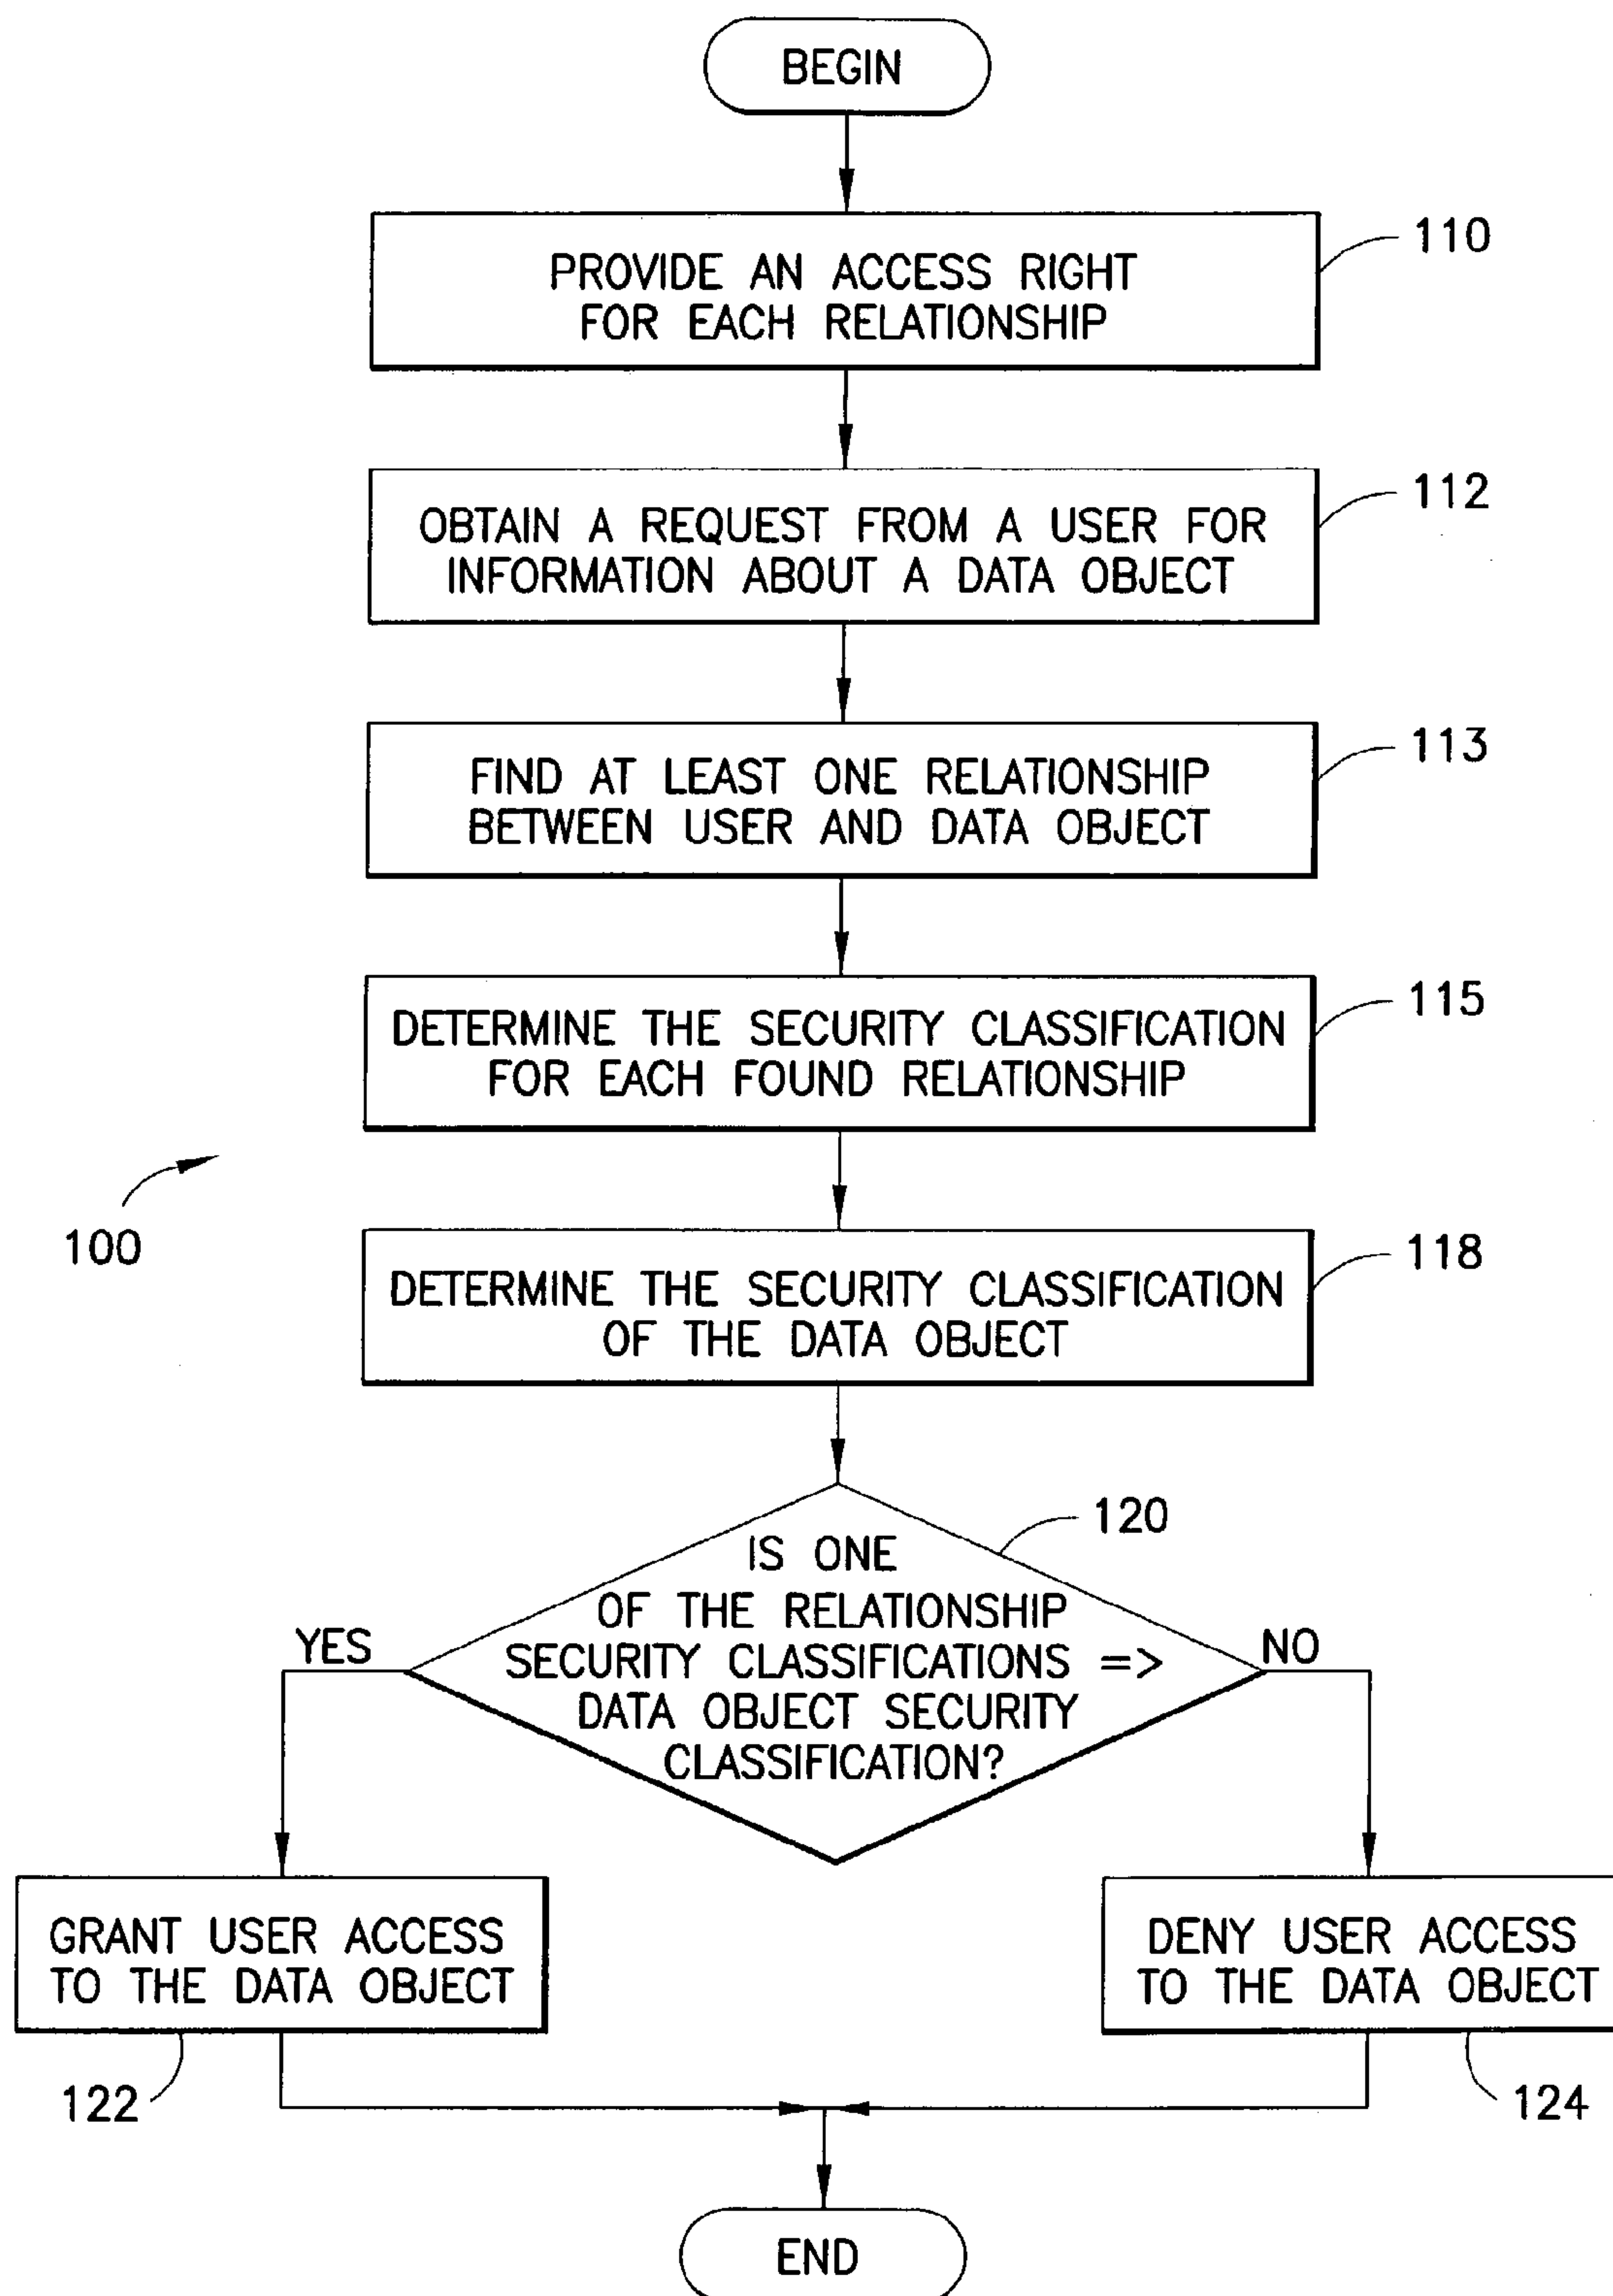 BEGIN
PROVIDE AN ACCESS RIGHT
FOR EACH RELATIONSHIP
110
OBTAIN A REQUEST FROM A USER FOR
INFORMATION ABOUT A DATA OBJECT
112
FIND AT LEAST ONE RELATIONSHIP
BETWEEN USER AND DATA OBJECT
113
DETERMINE THE SECURITY CLASSIFICATION
FOR EACH FOUND RELATIONSHIP
115
100
DETERMINE THE SECURITY CLASSIFICATION
OF THE DATA OBJECT
118
IS ONE
OF THE RELATIONSHIP
SECURITY CLASSIFICATIONS =>
DATA OBJECT SECURITY
CLASSIFICATION?
120
YES
NO
GRANT USER ACCESS
TO THE DATA OBJECT
122
DENY USER ACCESS
TO THE DATA OBJECT
124
END